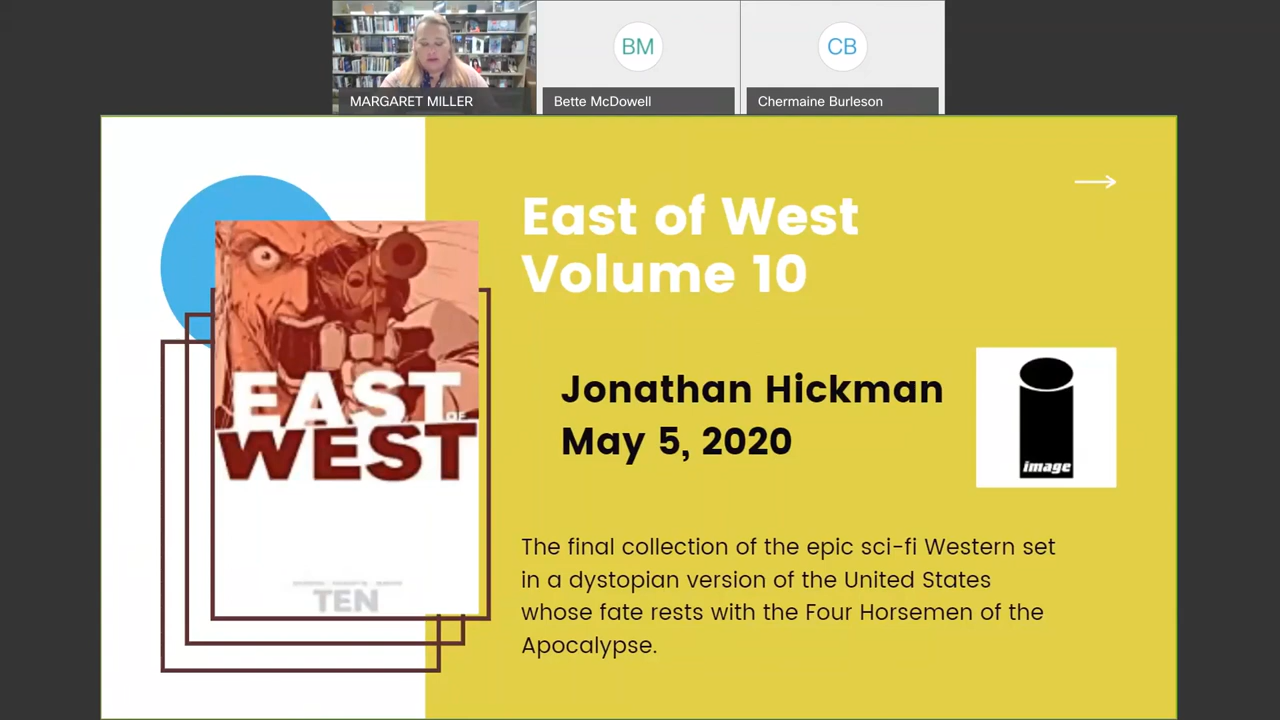 MARGARET MILLER
BM
Bette McDowell
CB
Chermaine Burleson
East of West
Volume 10
Jonathan Hickman
May 5, 2020
image
The final collection of the epic sci-fi Western set
in a dystopian version of the United States
whose fate rests with the Four Horsemen of the
Apocalypse.
EAST
OF
WEST
TEN